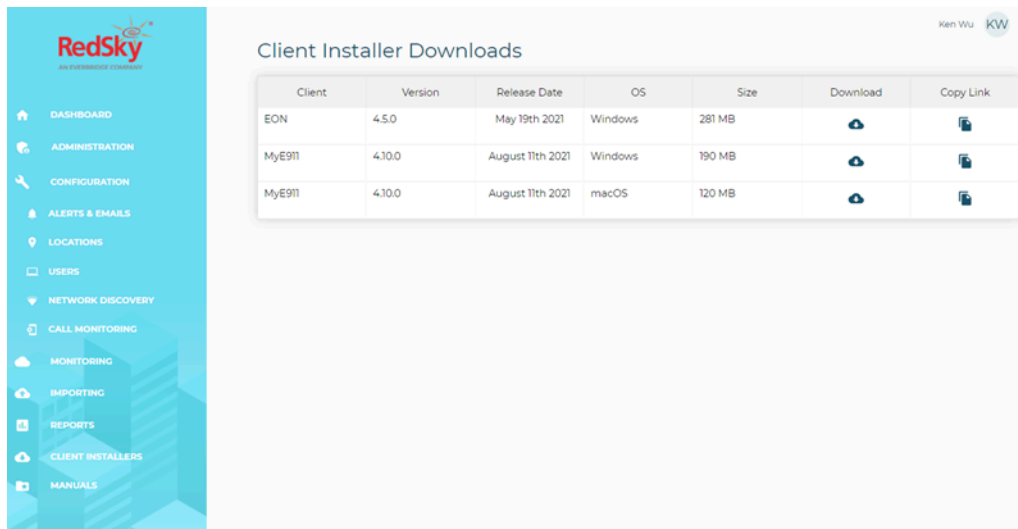 RedSky
AN EVERBRIDGE COMPANY
DASHBOARD
ADMINISTRATION
CONFIGURATION
ALERTS & EMAILS
LOCATIONS
USERS
NETWORK DISCOVERY
CALL MONITORING
MONITORING
IMPORTING
REPORTS
CLIENT INSTALLERS
MANUALS
Ken Wu KW
Client Installer Downloads
Client Version Release Date OS Size Download Copy Link
EON 4.5.0 May 19th 2021 Windows 281 MB
MyE911 4.10.0 August 11th 2021 Windows 190 MB
MyE911 4.10.0 August 11th 2021 macOS 120 MB